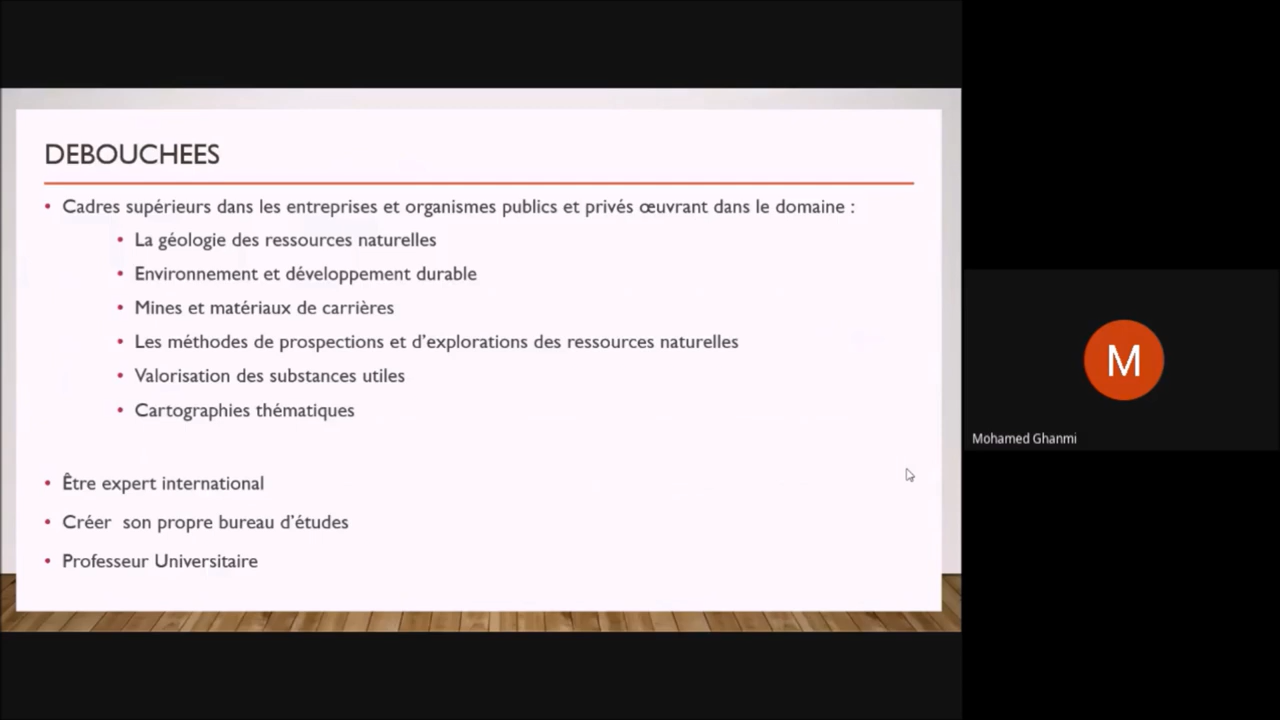 DEBOUCHEES
• Cadres supérieurs dans les entreprises et organismes publics et privés œuvrant dans le domaine :
• La géologie des ressources naturelles
• Environnement et développement durable
• Mines et matériaux de carrières
• Les méthodes de prospections et d’explorations des ressources naturelles
• Valorisation des substances utiles
• Cartographies thématiques
• Être expert international
• Créer  son propre bureau d’études
• Professeur Universitaire
M
Mohamed Ghanmi